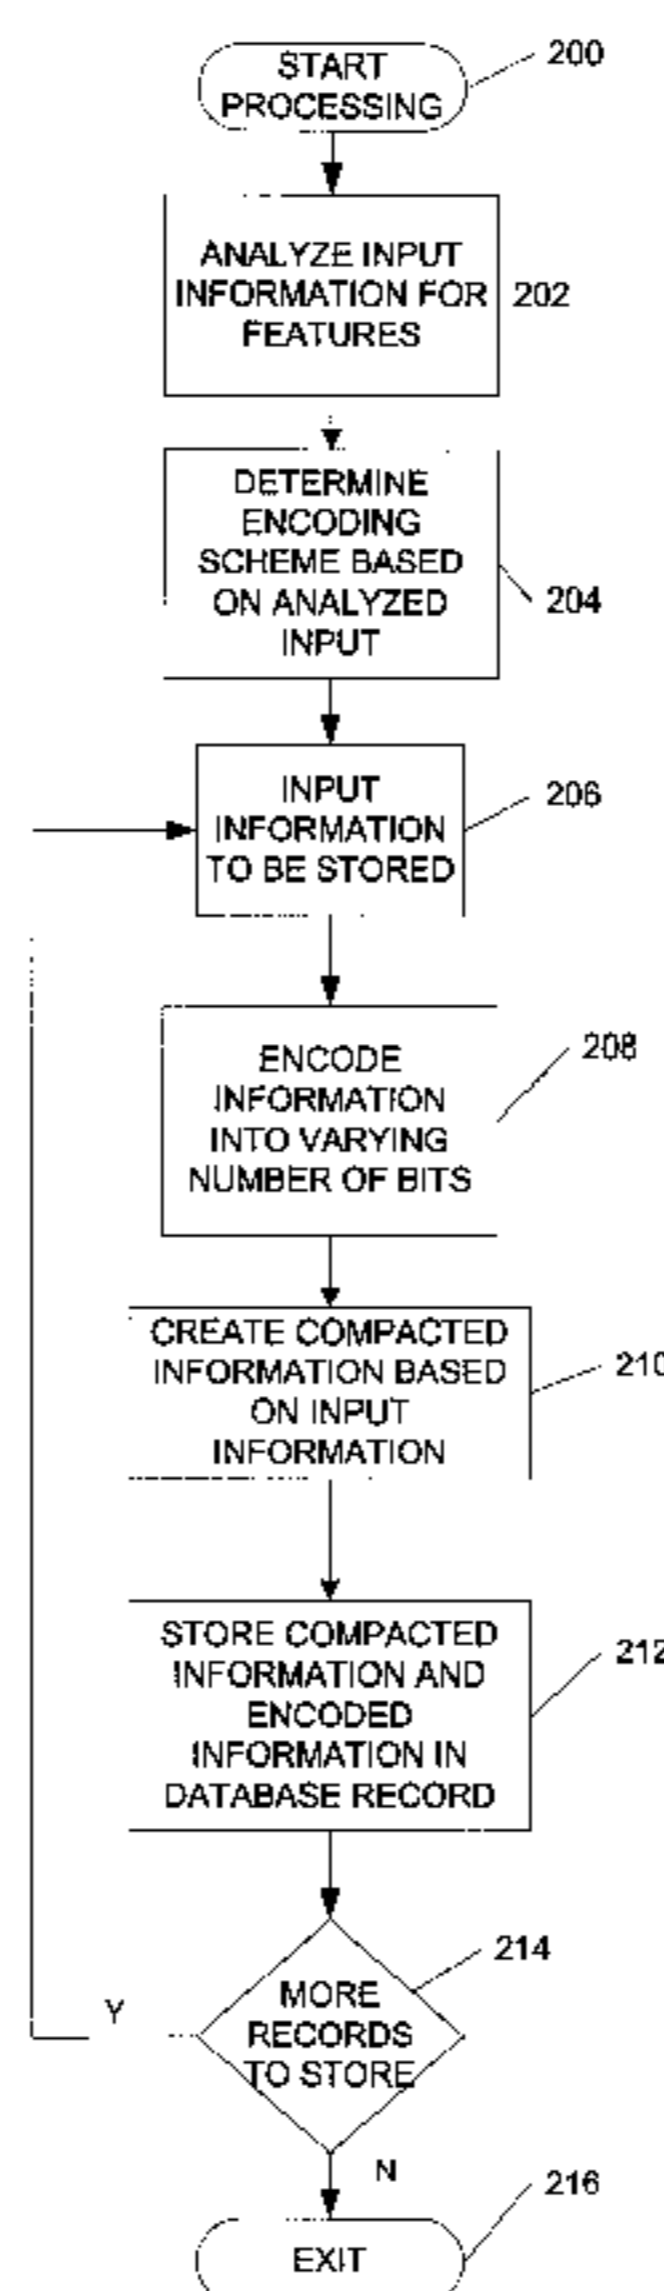 START
PROCESSING
200
ANALYZE INPUT
INFORMATION FOR
FEATURES
202
DETERMINE
ENCODING
SCHEME BASED
ON ANALYZED
INPUT
204
INPUT
INFORMATION
TO BE STORED
206
ENCODE
INFORMATION
INTO VARYING
NUMBER OF BITS
208
CREATE COMPACTED
INFORMATION BASED
ON INPUT
INFORMATION
210
STORE COMPACTED
INFORMATION AND
ENCODED
INFORMATION IN
DATABASE RECORD
212
MORE
RECORDS
TO STORE
214
Y
N
EXIT
216